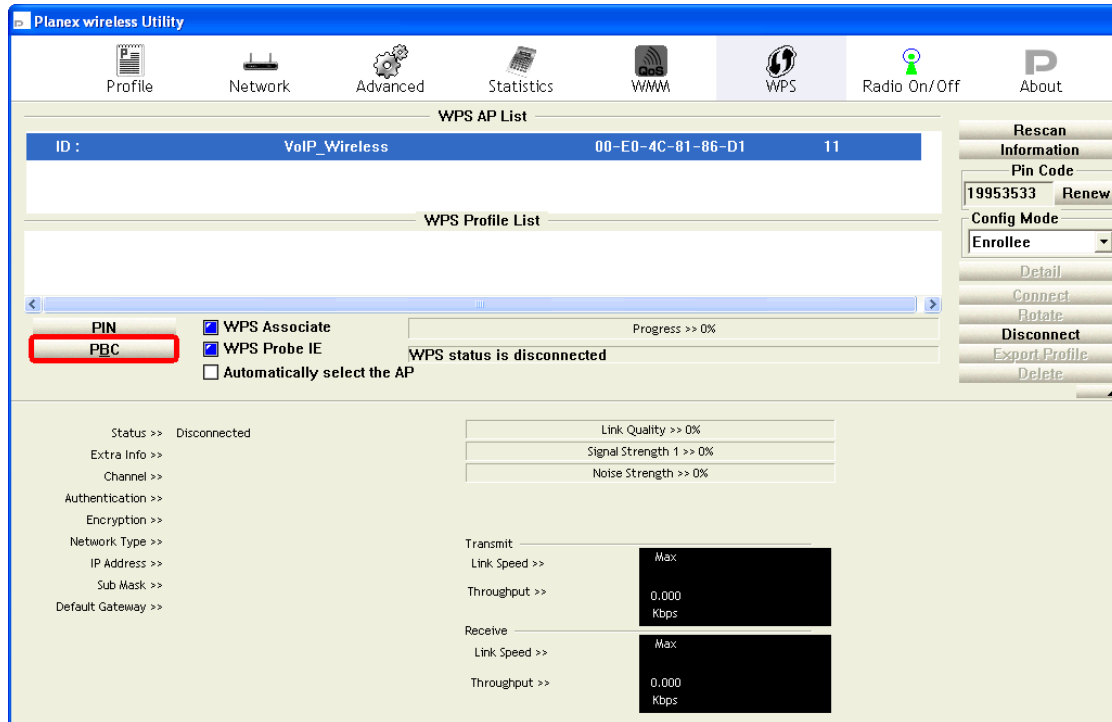 Planex wireless Utility
Profile Network Advanced Statistics WMM WPS Radio On/Off About
QoS
WPS AP List
ID : VoIP_Wireless 00-E0-4C-81-86-D1 11
WPS Profile List
Rescan
Information
Pin Code
19953533 Renew
Config Mode
Enrollee
Detail
Connect
Rotate
Disconnect
Export Profile
Delete
PIN
PBC
WPS Associate
WPS Probe IE
Automatically select the AP
Progress >> 0%
WPS status is disconnected
Status >> Disconnected
Extra Info >>
Channel >>
Authentication >>
Encryption >>
Network Type >>
IP Address >>
Sub Mask >>
Default Gateway >>
Link Quality >> 0%
Signal Strength 1 >> 0%
Noise Strength >> 0%
Transmit
Link Speed >>
Throughput >>
Max
0.000
Kbps
Receive
Link Speed >>
Throughput >>
Max
0.000
Kbps